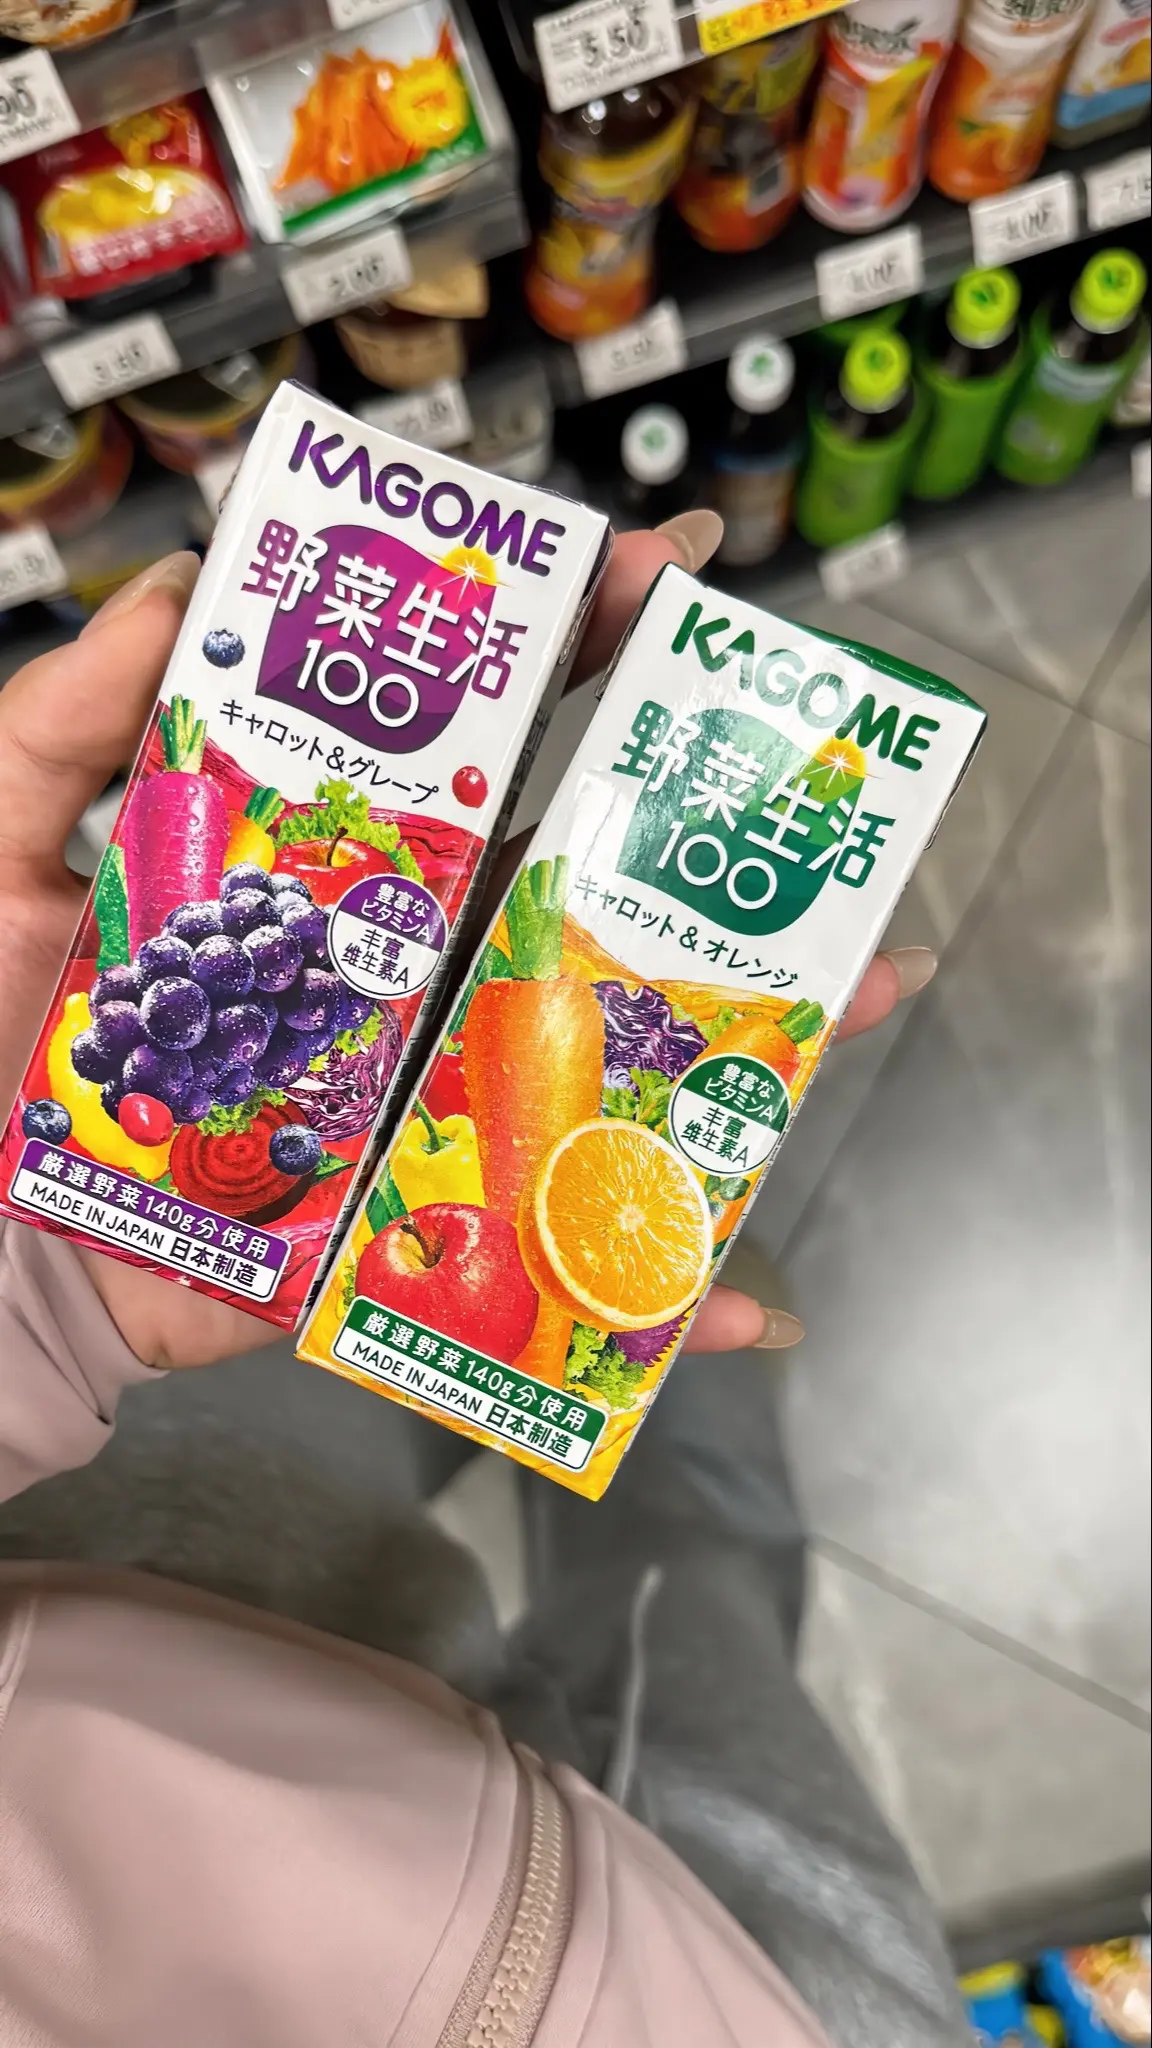 5.50
KAGOME
野菜生活
100
キャロット&グレープ
豊富な
ビタミンA
丰富
维生素A
厳選野菜140g分使用
MADE IN JAPAN 日本制造
KAGOME
野菜生活
100
キャロット&オレンジ
豊富な
ビタミンA
丰富
维生素A
厳選野菜140g分使用
MADE IN JAPAN 日本制造